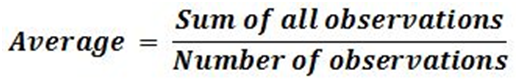 Average = Sum of all observations / Number of observations